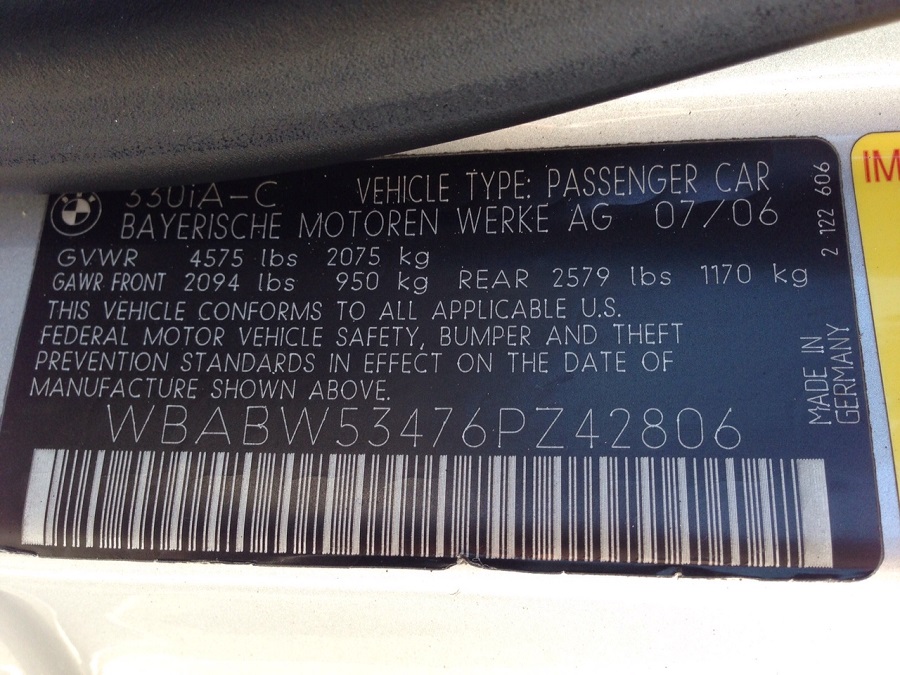 330iA-C VEHICLE TYPE: PASSENGER CAR
BAYERISCHE MOTOREN WERKE AG 07/06
GVWR 4575 lbs 2075 kg
GAWR FRONT 2094 lbs 950 kg REAR 2579 lbs 1170 kg
THIS VEHICLE CONFORMS TO ALL APPLICABLE U.S.
FEDERAL MOTOR VEHICLE SAFETY, BUMPER AND THEFT
PREVENTION STANDARDS IN EFFECT ON THE DATE OF
MANUFACTURE SHOWN ABOVE.
WBABW53476PZ42806
MADE IN
GERMANY
2 122 606
IM